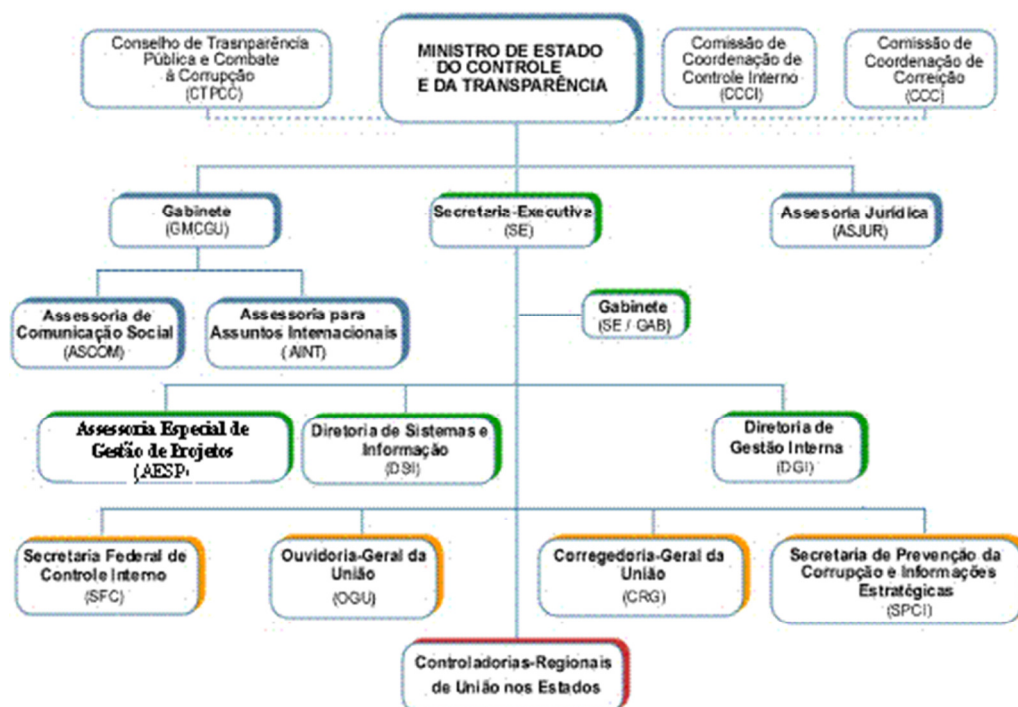 Conselho de Trasnparência
Pública e Combate
à Corrupção
(CTPCC)
MINISTRO DE ESTADO
DO CONTROLE
E DA TRANSPARÊNCIA
Comissão de
Coordenação de
Controle Interno
(CCCI)
Comissão de
Coordenação de
Correição
(CCC)
Gabinete
(GMCGU)
Secretaria-Executiva
(SE)
Assesoria Jurídica
(ASJUR)
Assessoria de
Comunicação Social
(ASCOM)
Assessoria para
Assuntos Internacionais
(AINT)
Gabinete
(SE / GAB)
Assessoria Especial de
Gestão de Projetos
(AESP
Diretoria de Sistemas e
Informação
(DSI)
Diretoria de
Gestão Interna
(DGI)
Secretaria Federal de
Controle Interno
(SFC)
Ouvidoria-Geral da
União
(OGU)
Corregedoria-Geral da
União
(CRG)
Secretaria de Prevenção da
Corrupção e Informações
Estratégicas
(SPCI)
Controladorias-Regionais
de União nos Estados